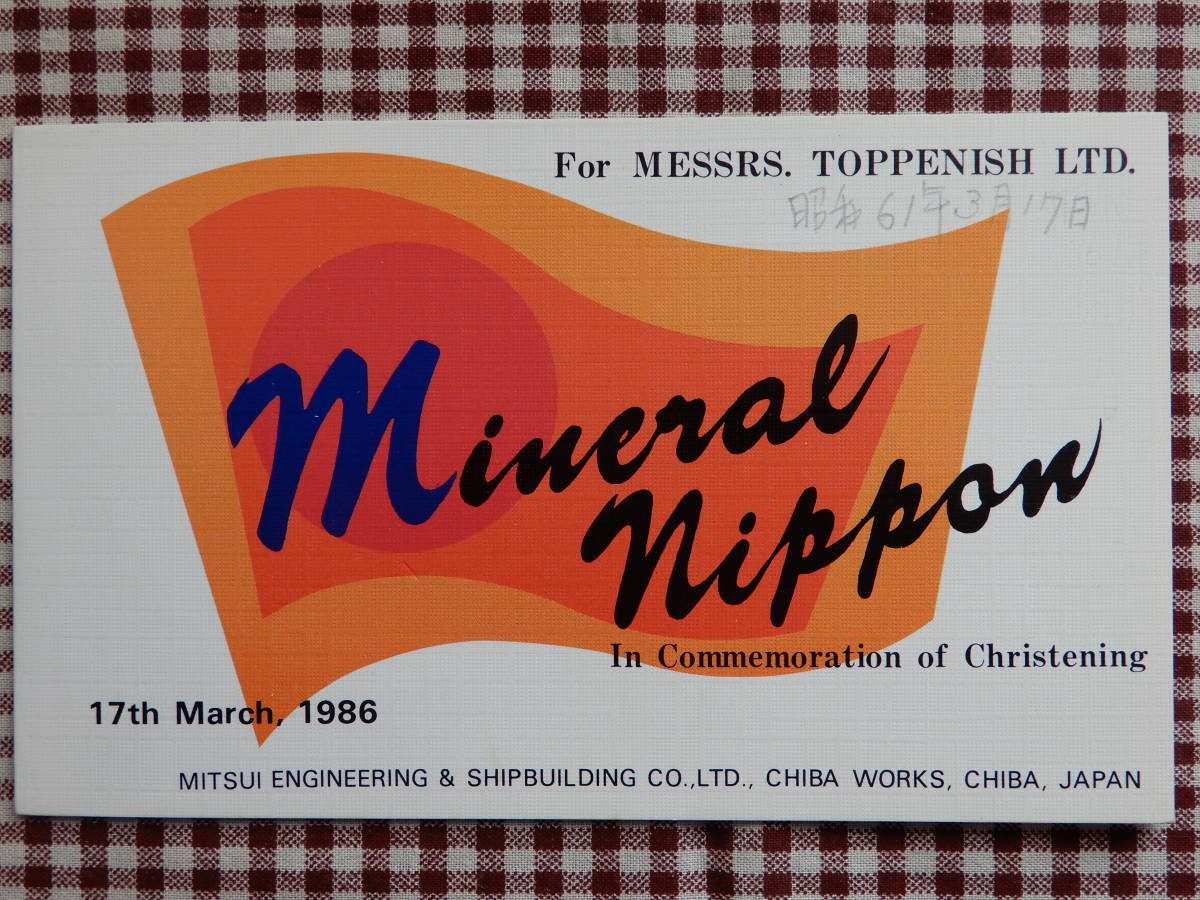 For MESSRS. TOPPENISH LTD.
昭和61年3月17日
Mineral
Nippon
In Commemoration of Christening
17th March, 1986
MITSUI ENGINEERING & SHIPBUILDING CO.,LTD., CHIBA WORKS, CHIBA, JAPAN